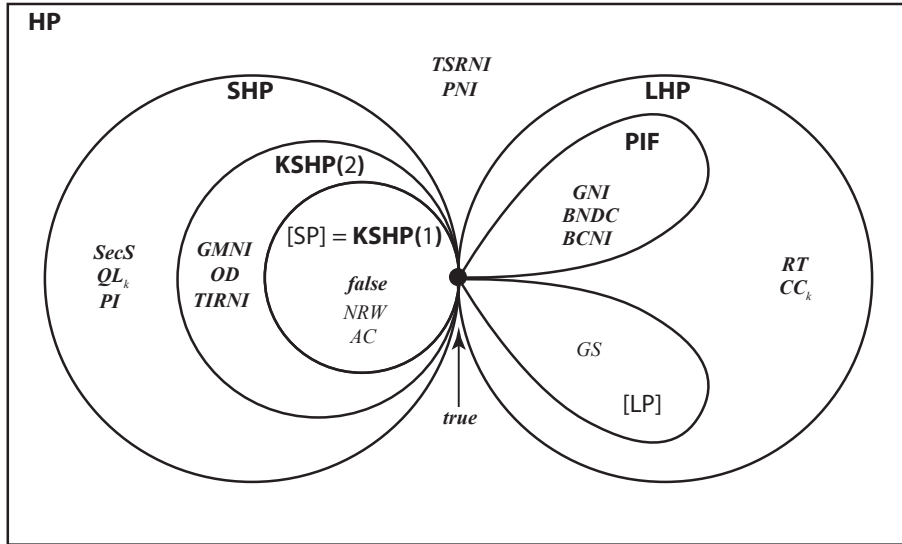 HP
TSRNI
PNI
SHP
LHP
PIF
KSHP(2)
GNI
BNDC
BCNI
[SP] = KSHP(1)
SecS
QLₖ
PI
GMNI
OD
TIRNI
false
NRW
AC
RT
CCₖ
GS
[LP]
true